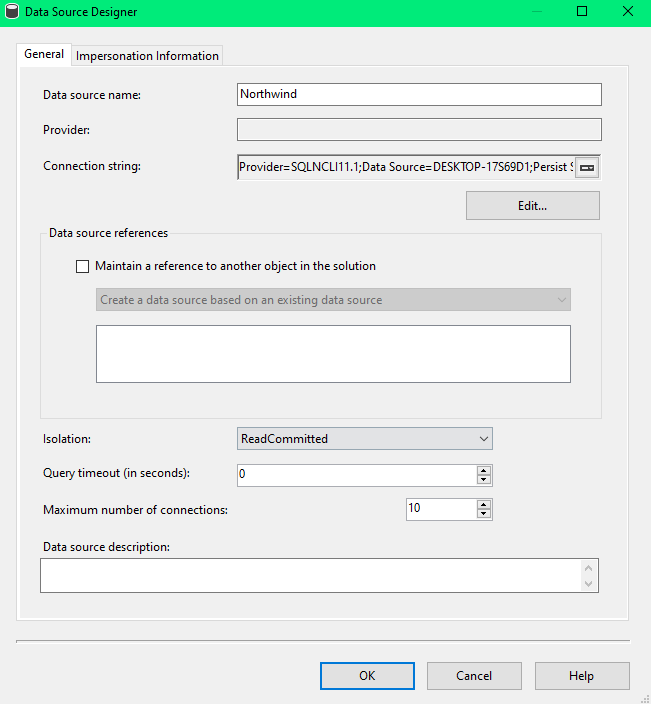 Data Source Designer
General Impersonation Information
Data source name: Northwind
Provider:
Connection string: Provider=SQLNCLI11.1;Data Source=DESKTOP-17S69D1;Persist S
Edit...
Data source references
Maintain a reference to another object in the solution
Create a data source based on an existing data source
Isolation: ReadCommitted
Query timeout (in seconds): 0
Maximum number of connections: 10
Data source description:
OK Cancel Help